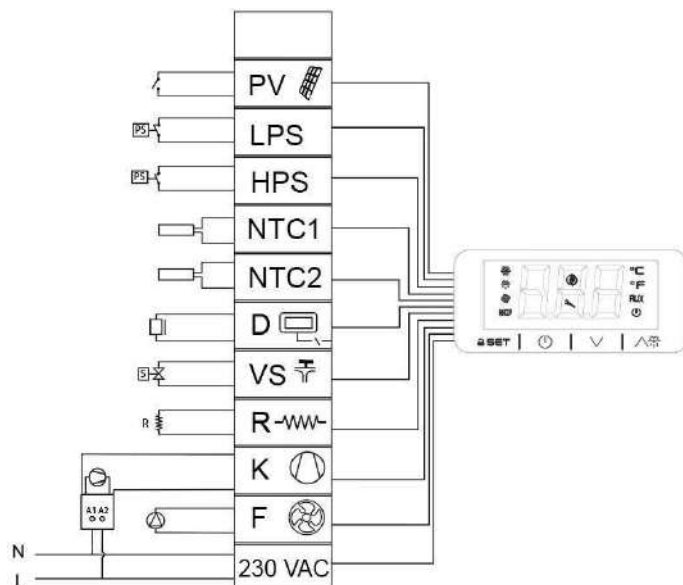 PV
PS LPS
PS HPS
NTC1
NTC2
D
S VS
R R
K
A1 A2
F
N
L 230 VAC
°C
°F
AUX
SET